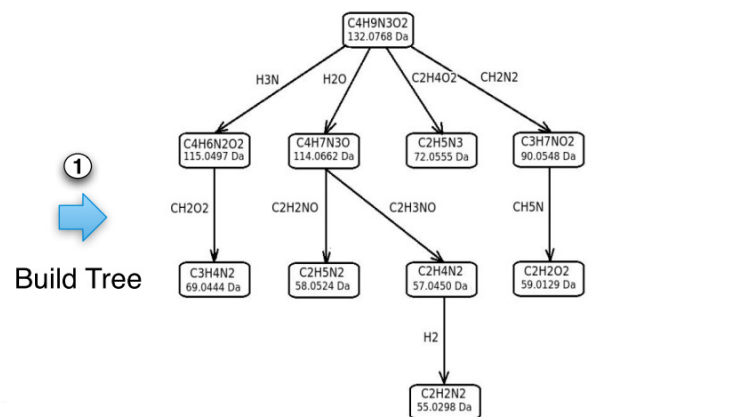 C4H9N3O2
132.0768 Da
H3N
H2O
C2H4O2
CH2N2
C4H6N2O2
115.0497 Da
C4H7N3O
114.0662 Da
C2H5N3
72.0555 Da
C3H7NO2
90.0548 Da
1
CH2O2
C2H2NO
C2H3NO
CH5N
Build Tree
C3H4N2
69.0444 Da
C2H5N2
58.0524 Da
C2H4N2
57.0450 Da
C2H2O2
59.0129 Da
H2
C2H2N2
55.0298 Da